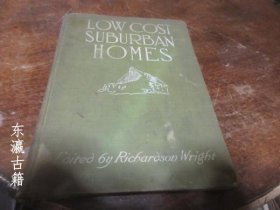 LOW COST
SUBURBAN
HOMES
Edited by Richardson Wright
东瀛古籍